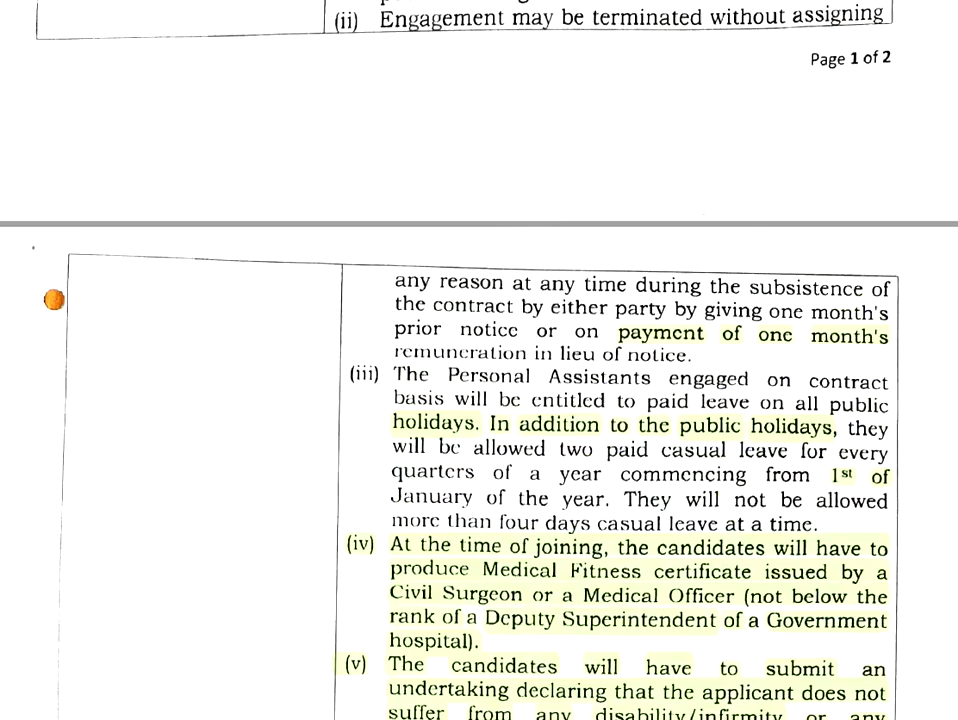 (ii) Engagement may be terminated without assigning
Page 1 of 2
any reason at any time during the subsistence of
the contract by either party by giving one month's
prior notice or on payment of one month's
remuneration in lieu of notice.
(iii) The Personal Assistants engaged on contract
basis will be entitled to paid leave on all public
holidays. In addition to the public holidays, they
will be allowed two paid casual leave for every
quarters of a year commencing from 1st of
January of the year. They will not be allowed
more than four days casual leave at a time.
(iv) At the time of joining, the candidates will have to
produce Medical Fitness certificate issued by a
Civil Surgeon or a Medical Officer (not below the
rank of a Deputy Superintendent of a Government
hospital).
(v) The candidates will have to submit an
undertaking declaring that the applicant does not
suffer from any disability/infirmity or any